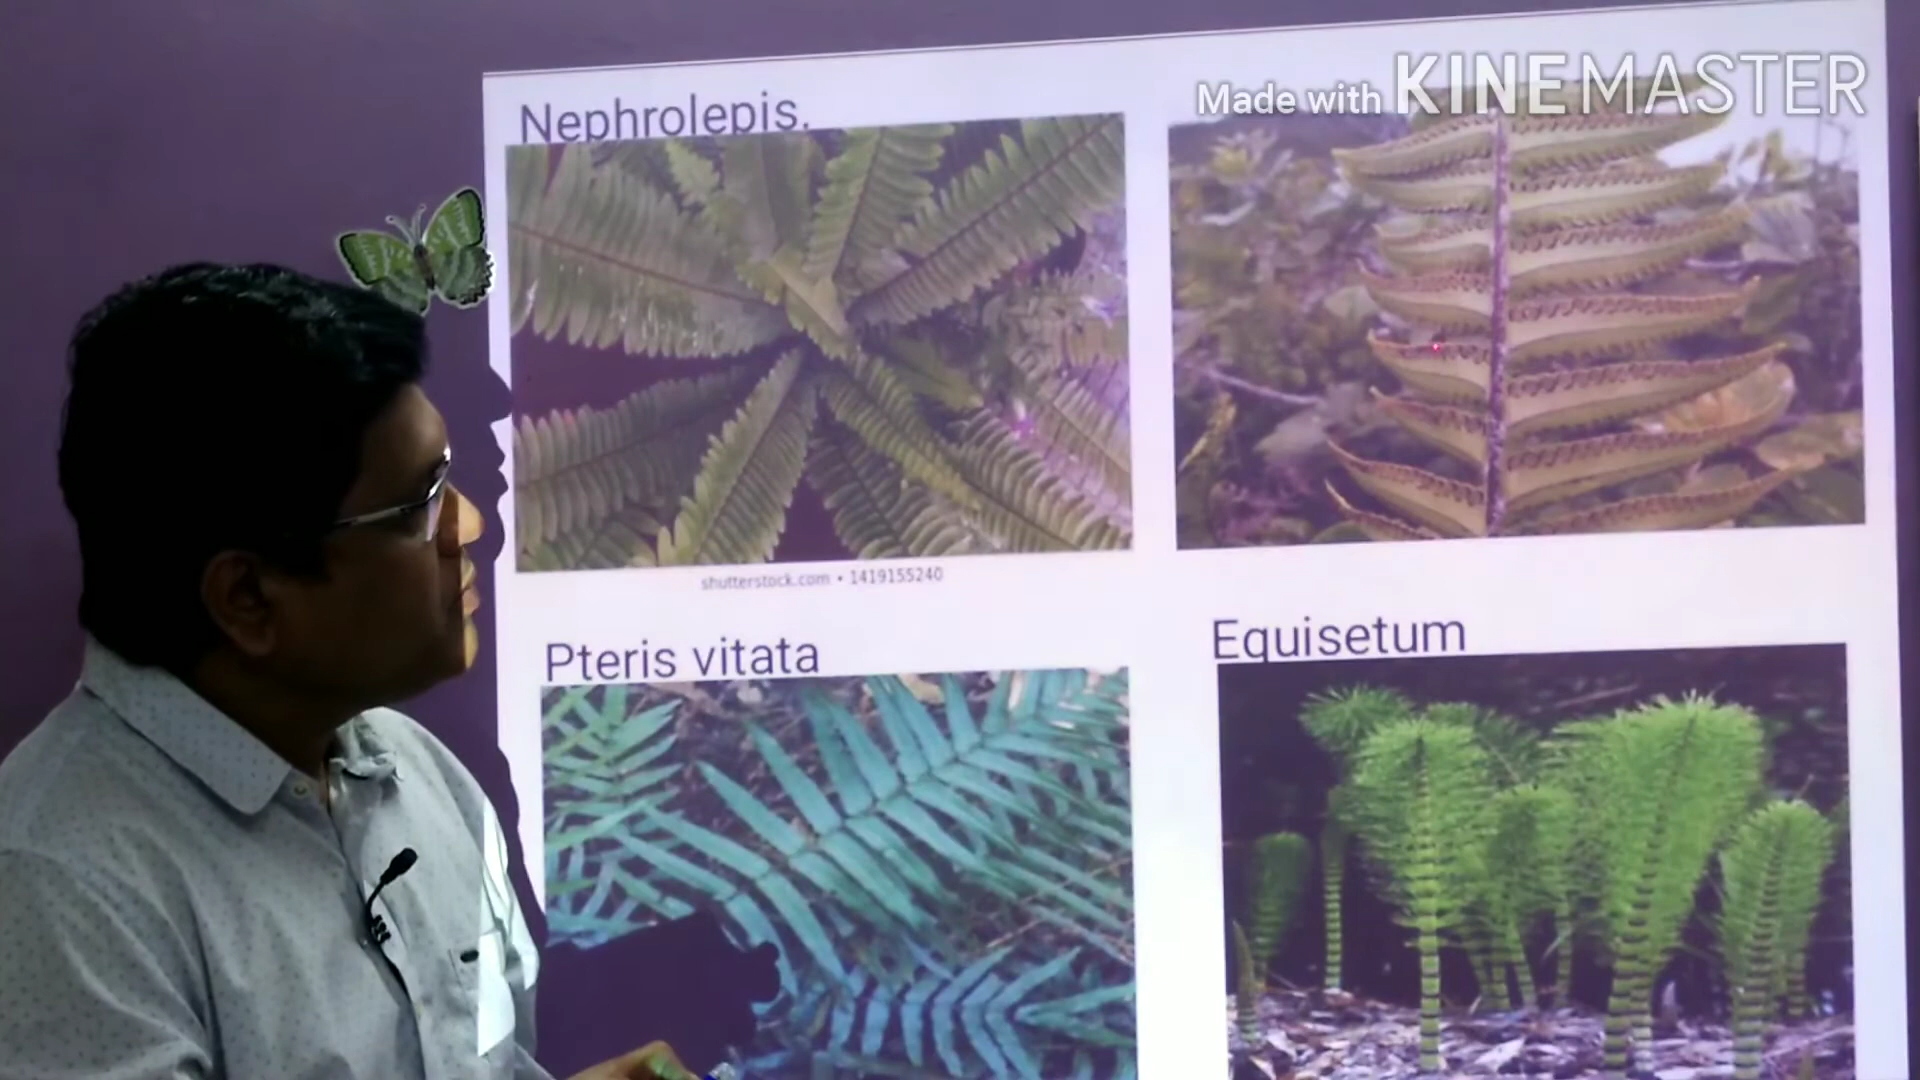 Made with KINEMASTER
Nephrolepis.
shutterstock.com • 1419155240
Pteris vitata
Equisetum